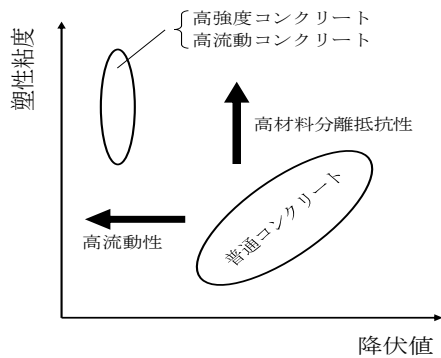 高強度コンクリート
高流動コンクリート
塑性粘度
高材料分離抵抗性
普通コンクリート
高流動性
降伏値